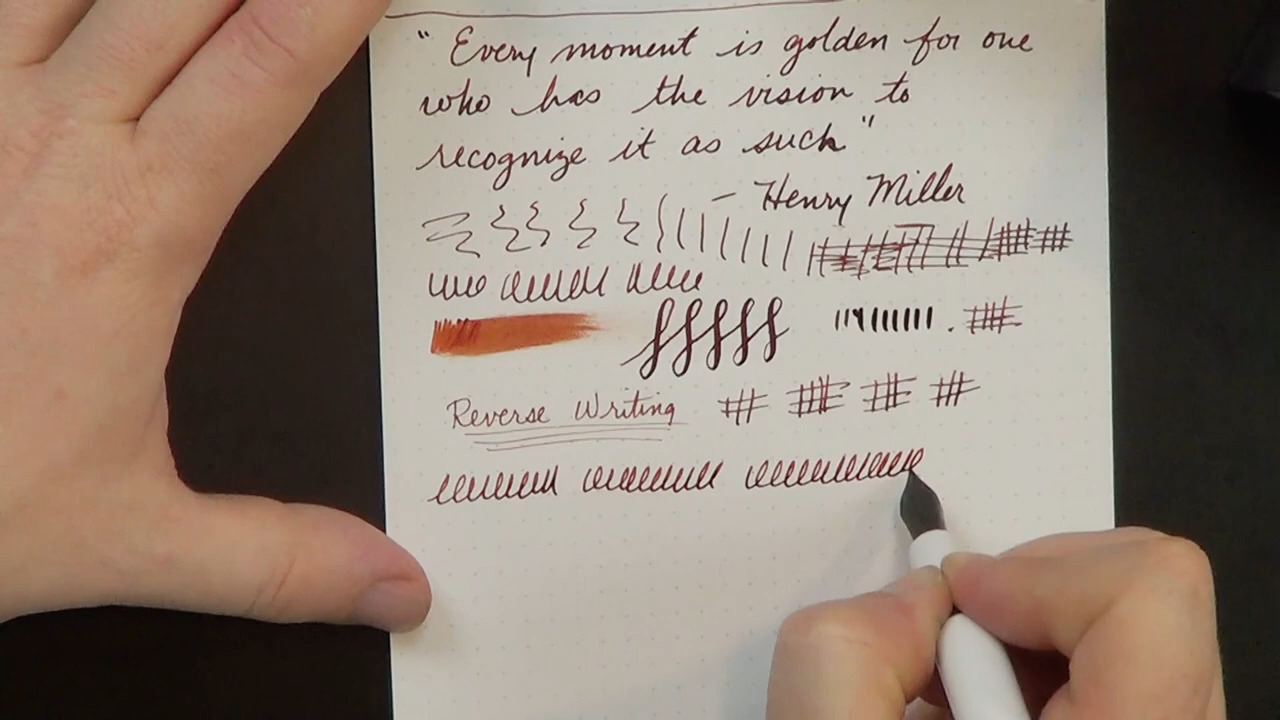 " Every moment is golden for one
who has the vision to
recognize it as such "
– Henry Miller
Reverse Writing